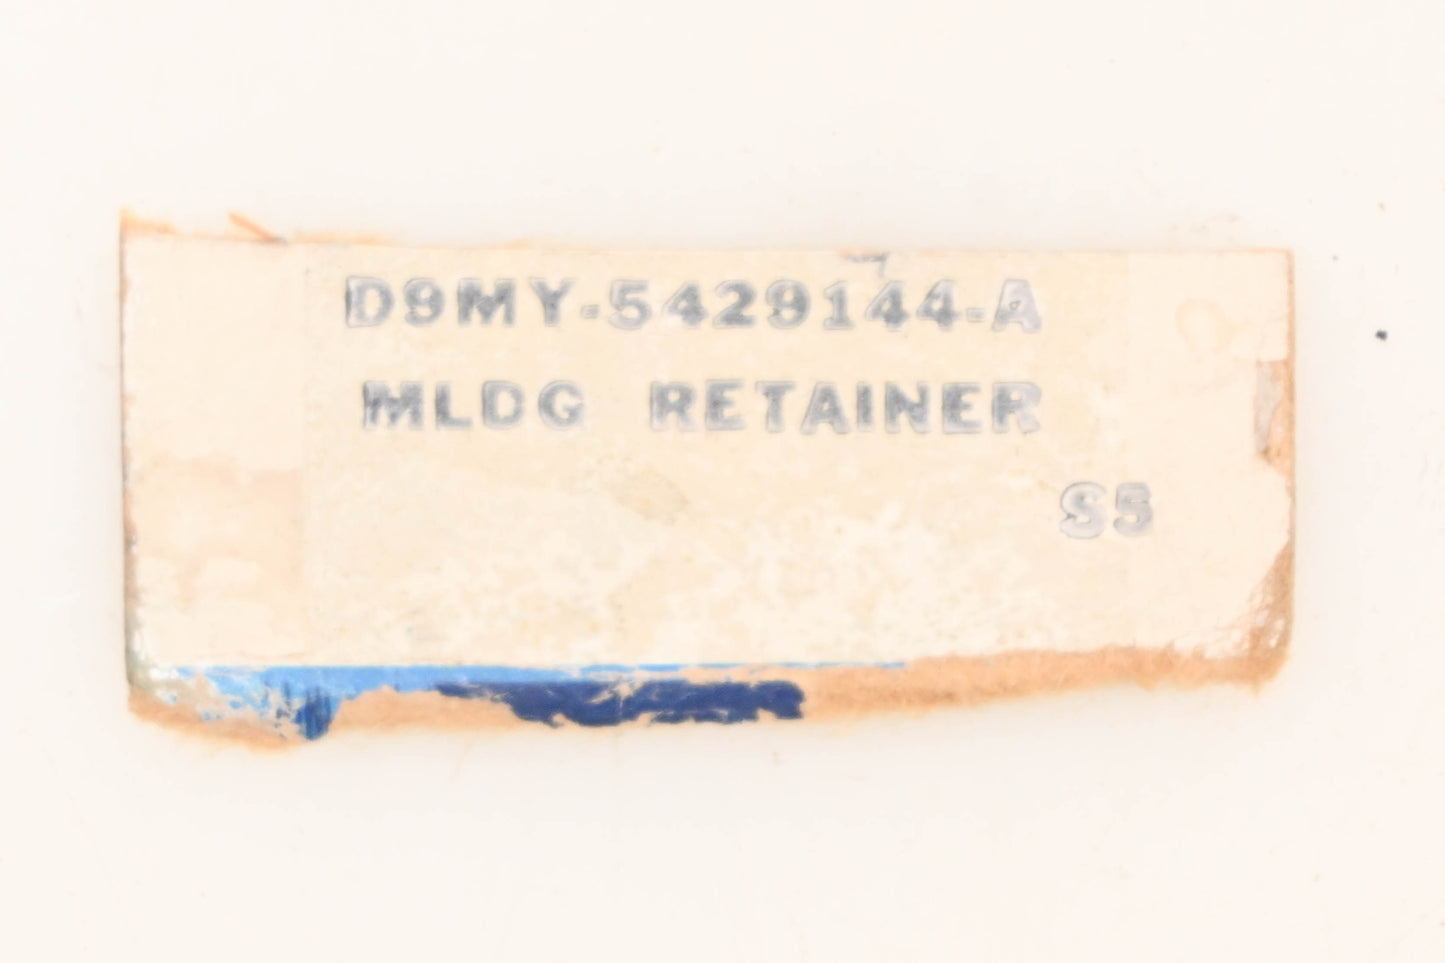 D9MY-5429144-A
MLDG RETAINER
S5